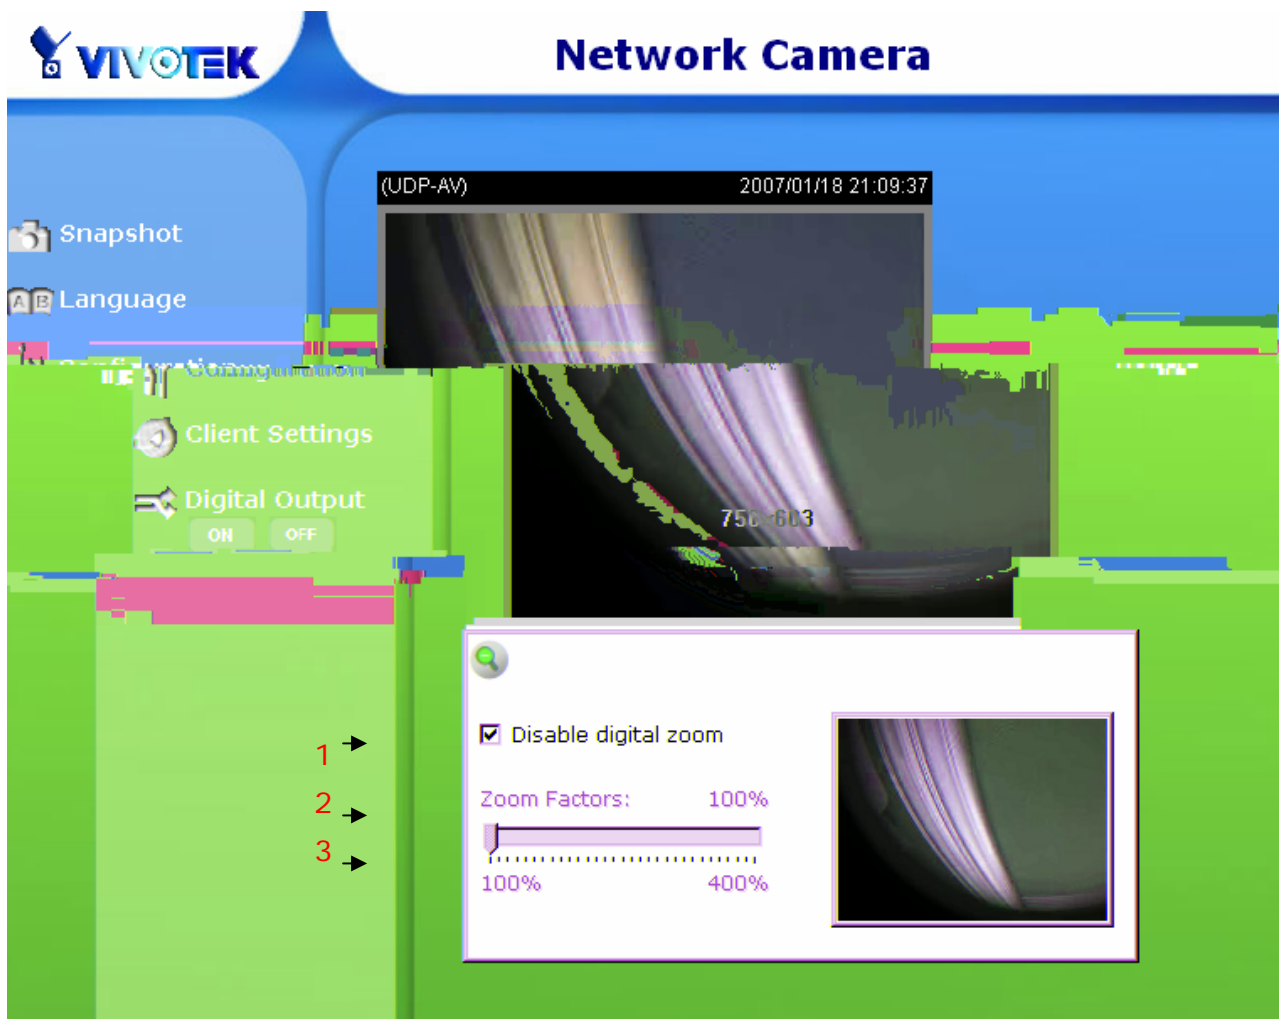 VIVOTEK
Network Camera
(UDP-AV) 2007/01/18 21:09:37
Snapshot
A B Language
Configuration
Client Settings
Digital Output
ON OFF
1
2
3
Disable digital zoom
Zoom Factors: 100%
100% 400%